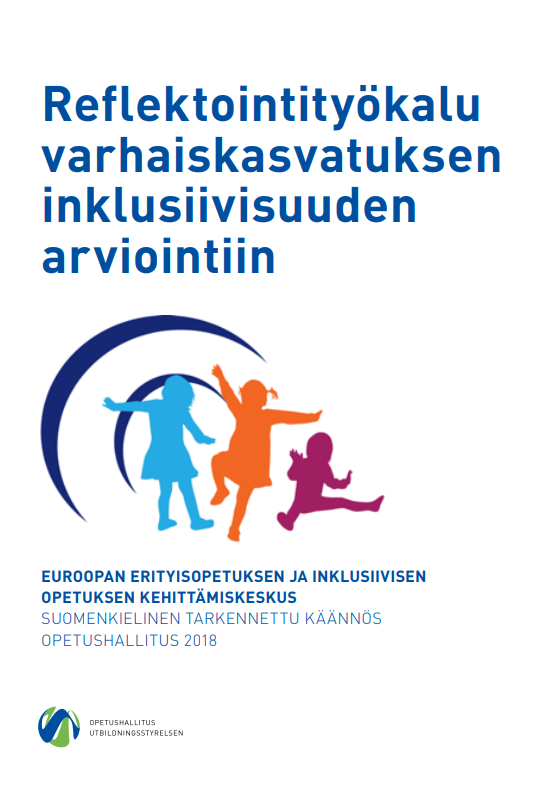 Reflektointityökalu
varhaiskasvatuksen
inklusiivisuuden
arviointiin
EUROOPAN ERITYISOPETUKSEN JA INKLUSIIVISEN
OPETUKSEN KEHITTÄMISKESKUS
SUOMENKIELINEN TARKENNETTU KÄÄNNÖS
OPETUSHALLITUS 2018
OPETUSHALLITUS
UTBILDNINGSSTYRELSEN